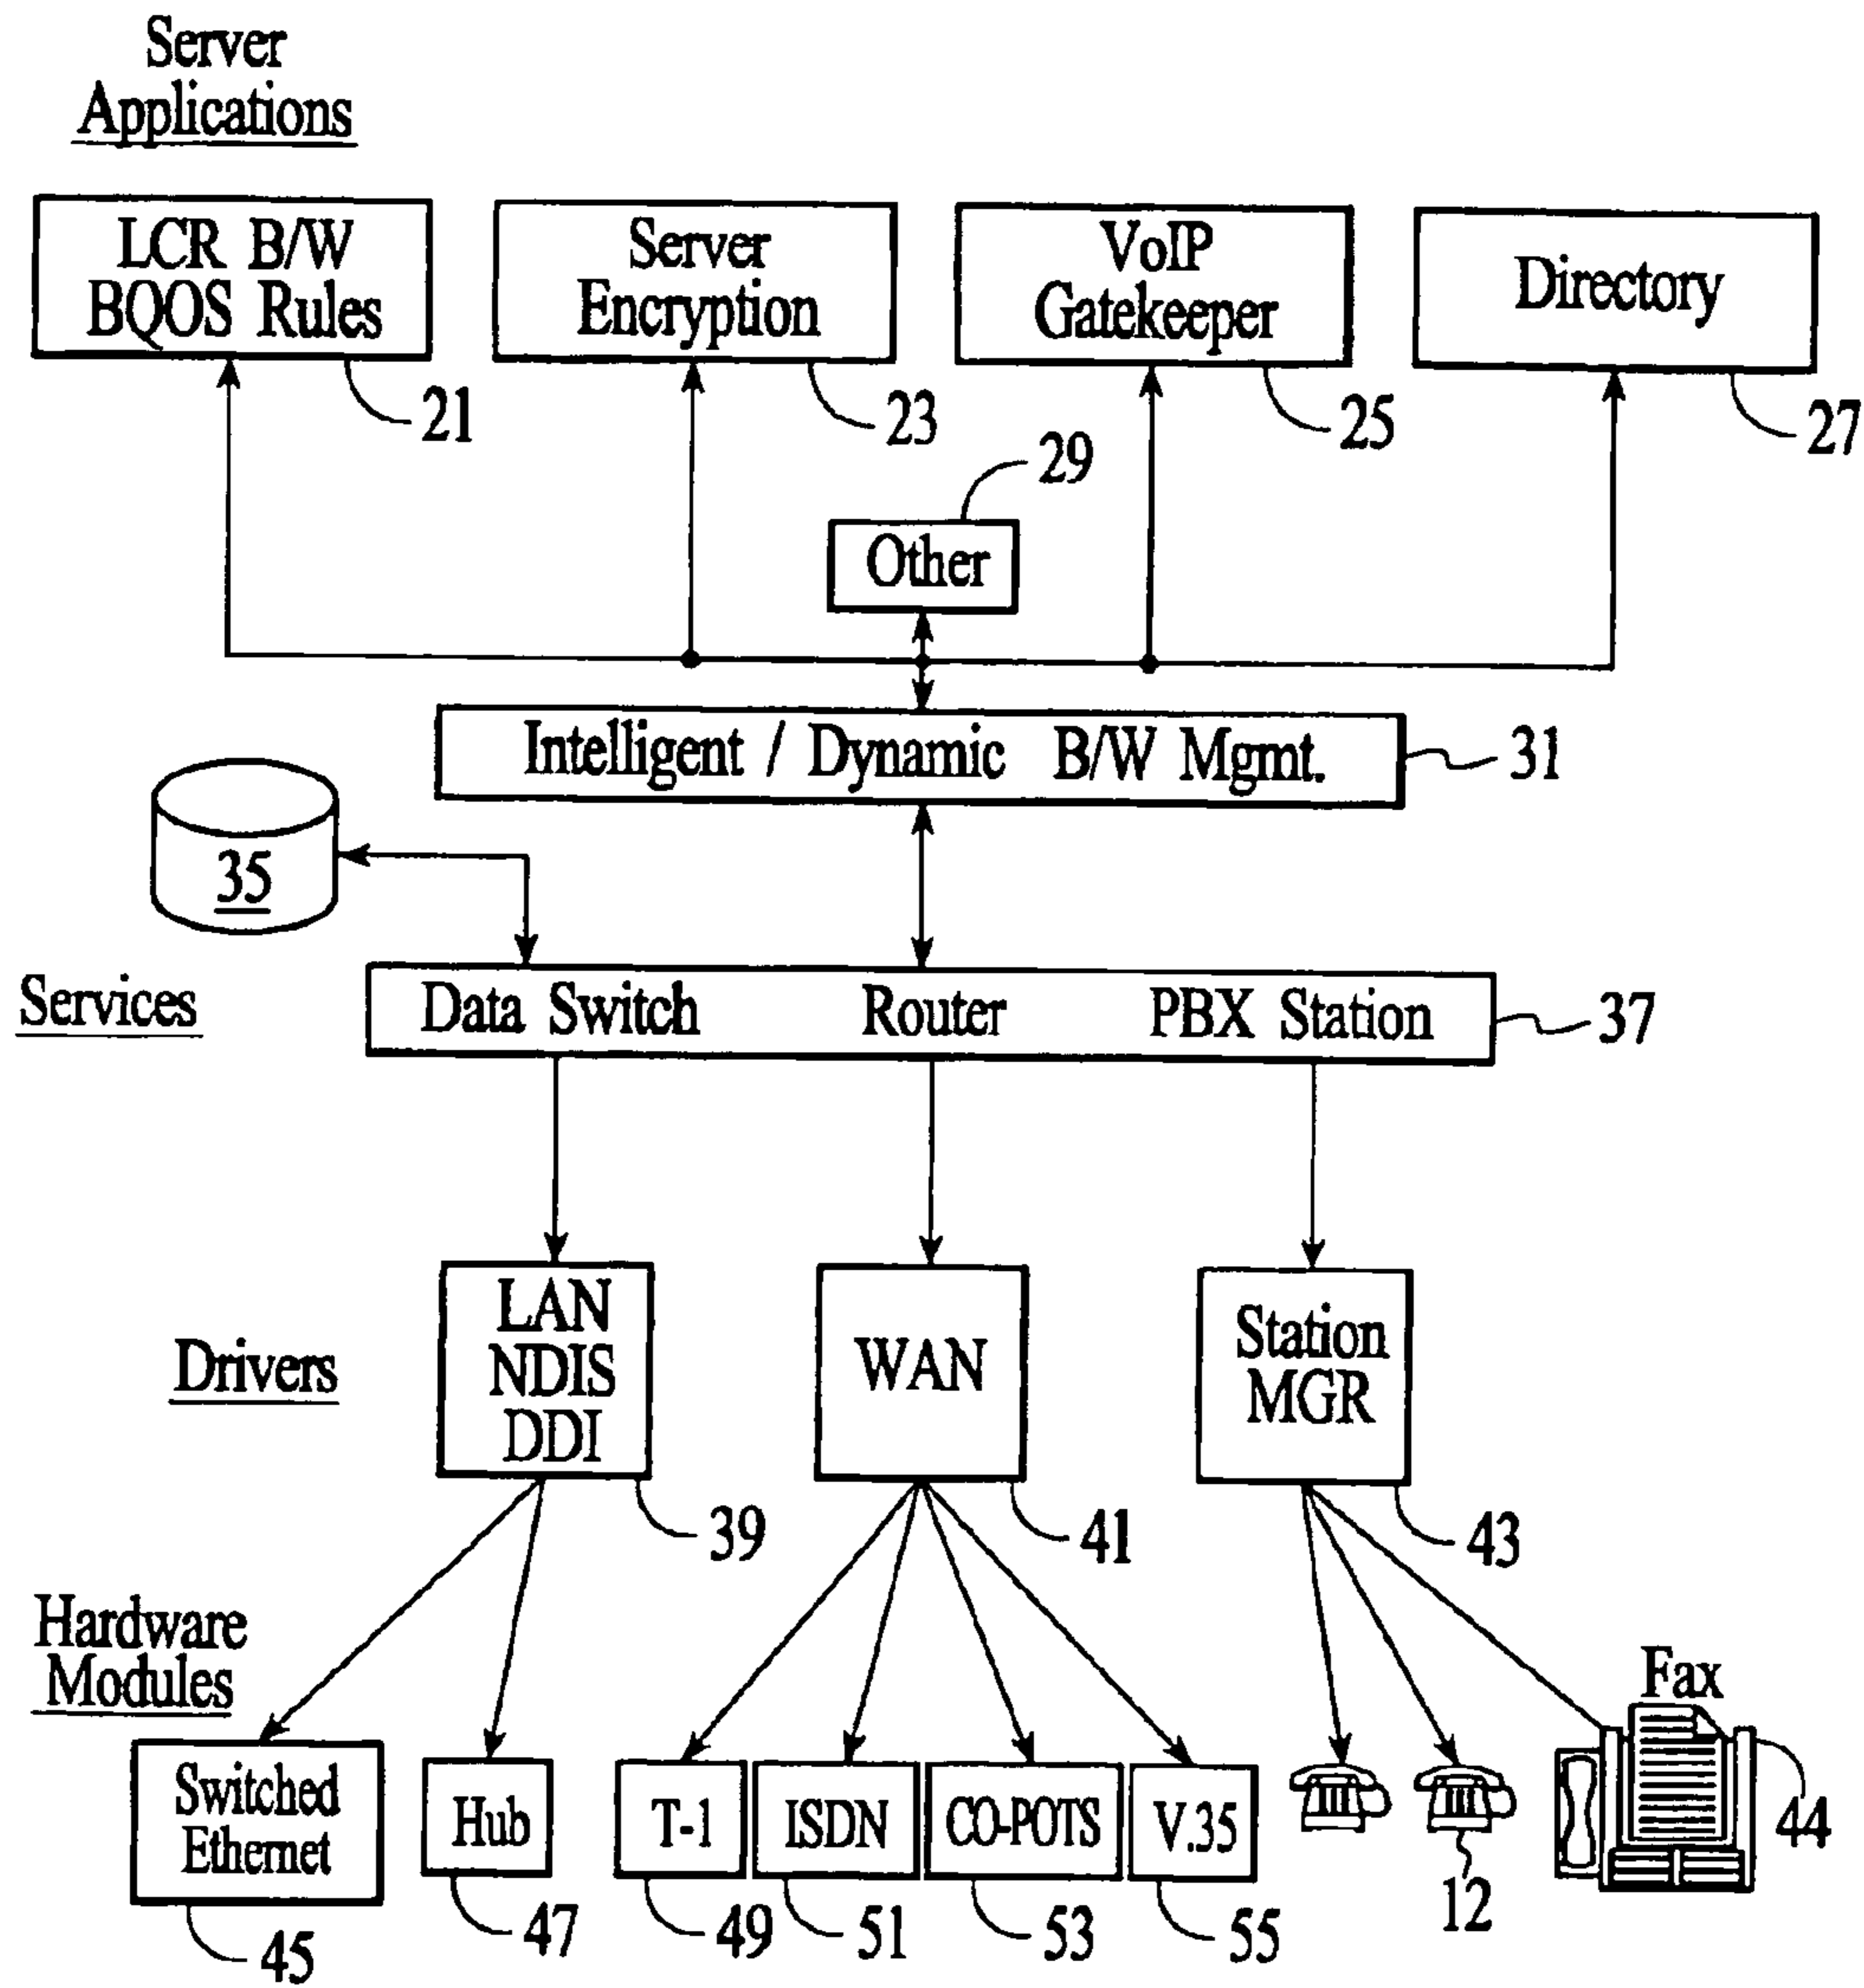 Server
Applications
LCR B/W
BQOS Rules
Server
Encryption
VoIP
Gatekeeper
Directory
21
23
25
27
29
Other
Intelligent / Dynamic B/W Mgmt.
31
35
Services
Data Switch Router PBX Station
37
Drivers
LAN
NDIS
DDI
WAN
Station
MGR
39
41
43
Hardware
Modules
Fax
Switched
Ethernet
Hub
T-1
ISDN
CO-POTS
V.35
44
12
45
47
49
51
53
55